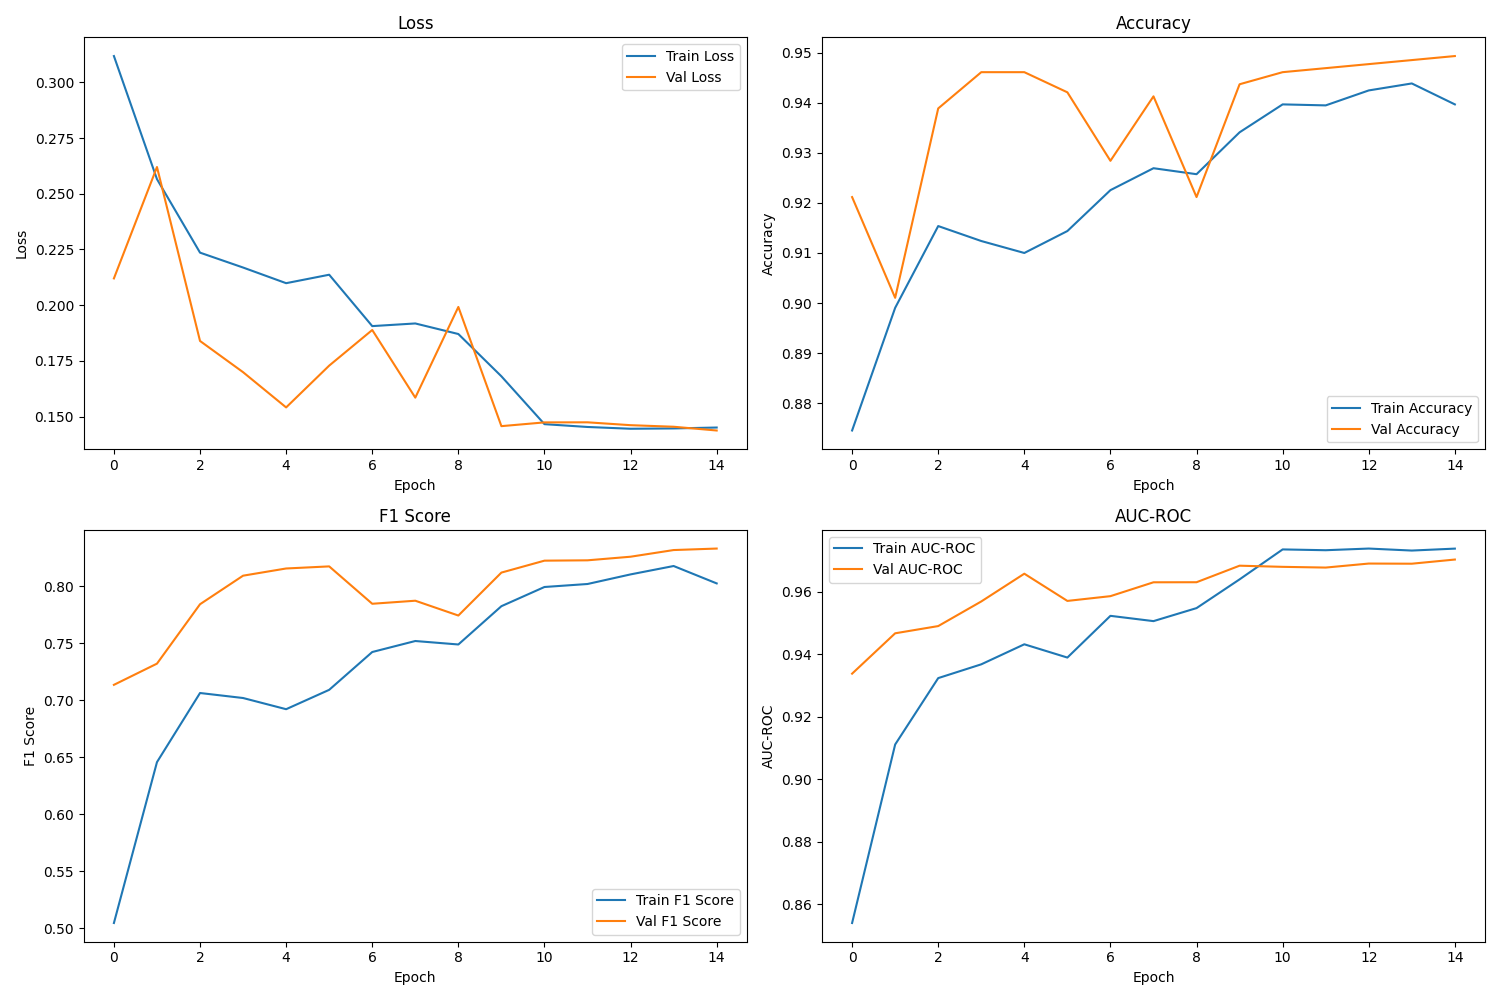 Loss
Train Loss
Val Loss
0.300
0.275
0.250
0.225
0.200
0.175
0.150
Loss
0 2 4 6 8 10 12 14
Epoch
Accuracy
0.95
0.94
0.93
0.92
0.91
0.90
0.89
0.88
Accuracy
Train Accuracy
Val Accuracy
0 2 4 6 8 10 12 14
Epoch
F1 Score
0.80
0.75
0.70
0.65
0.60
0.55
0.50
F1 Score
Train F1 Score
Val F1 Score
0 2 4 6 8 10 12 14
Epoch
AUC-ROC
Train AUC-ROC
Val AUC-ROC
0.96
0.94
0.92
0.90
0.88
0.86
AUC-ROC
0 2 4 6 8 10 12 14
Epoch